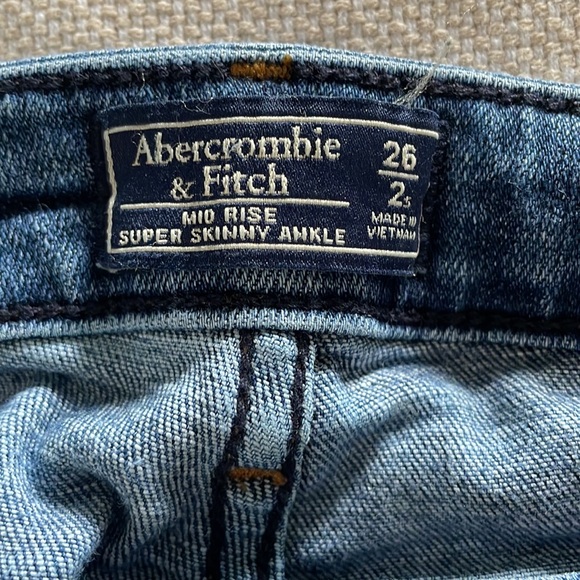 Abercrombie
& Fitch
MID RISE
SUPER SKINNY ANKLE
26
2s
MADE IN
VIETNAM